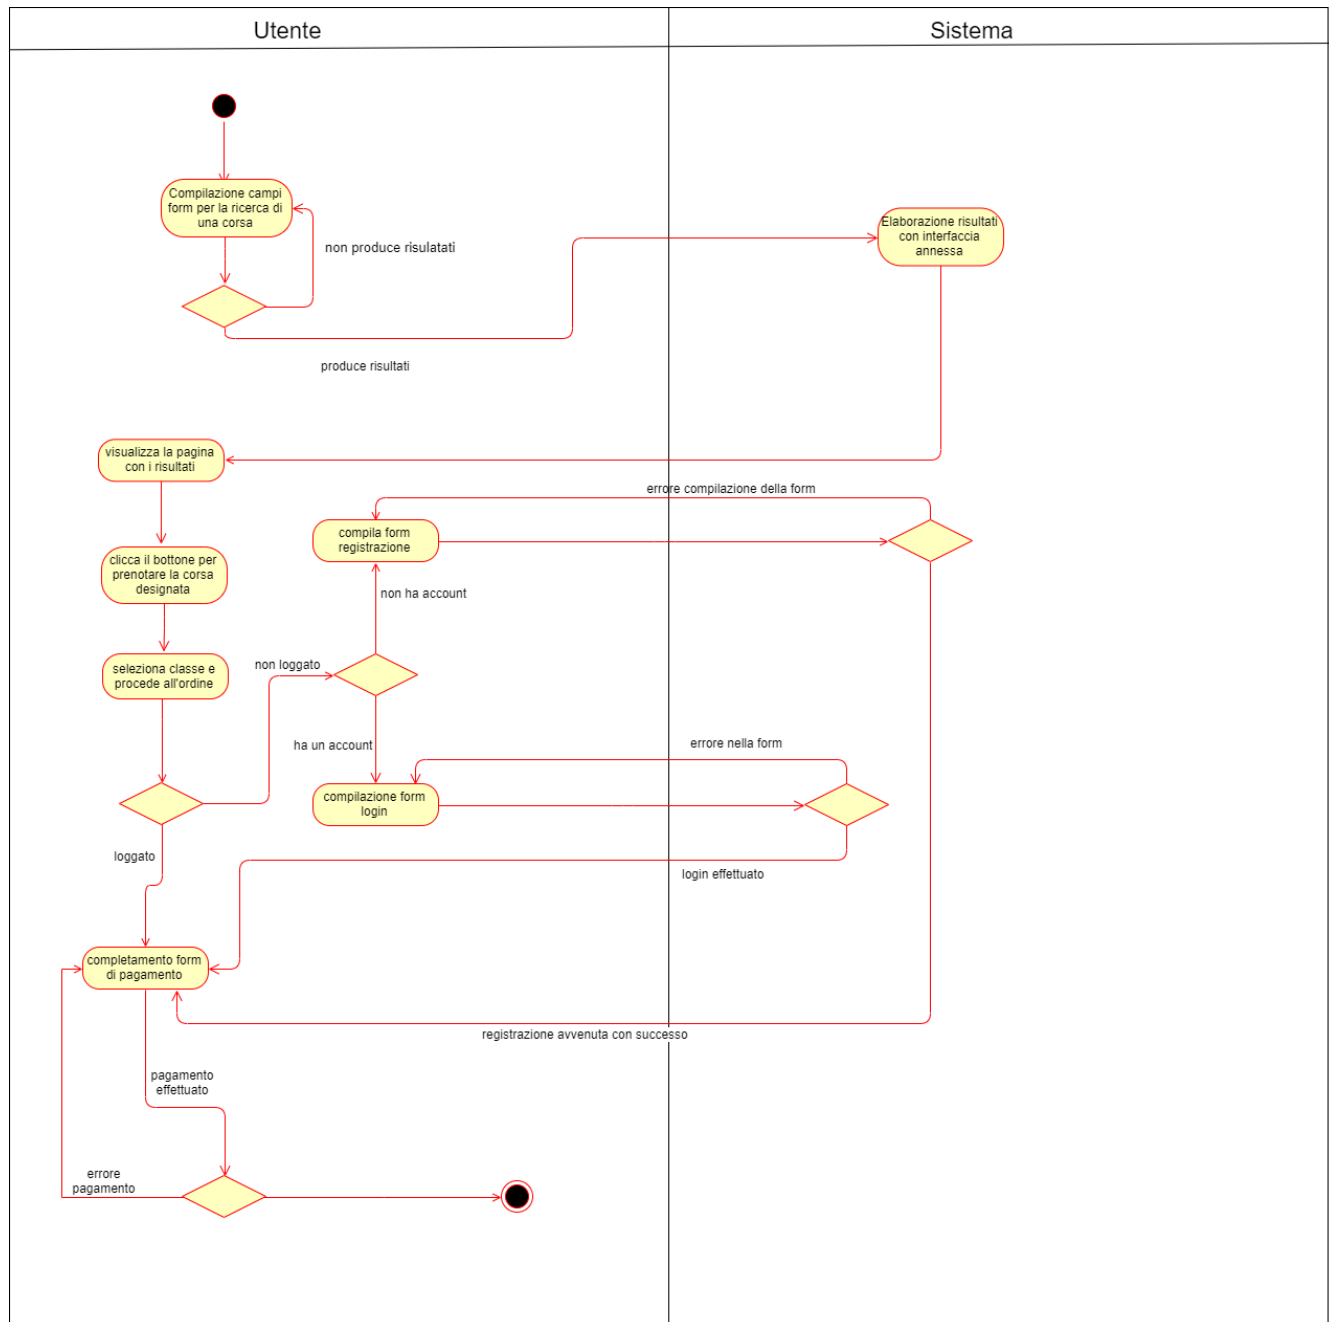 Utente
Sistema
Compilazione campi
form per la ricerca di
una corsa
non produce risulatati
Elaborazione risultati
con interfaccia
annessa
produce risultati
visualizza la pagina
con i risultati
errore compilazione della form
compila form
registrazione
clicca il bottone per
prenotare la corsa
designata
non ha account
non loggato
seleziona classe e
procede all'ordine
ha un account
errore nella form
compilazione form
login
loggato
login effettuato
completamento form
di pagamento
registrazione avvenuta con successo
pagamento
effettuato
errore
pagamento